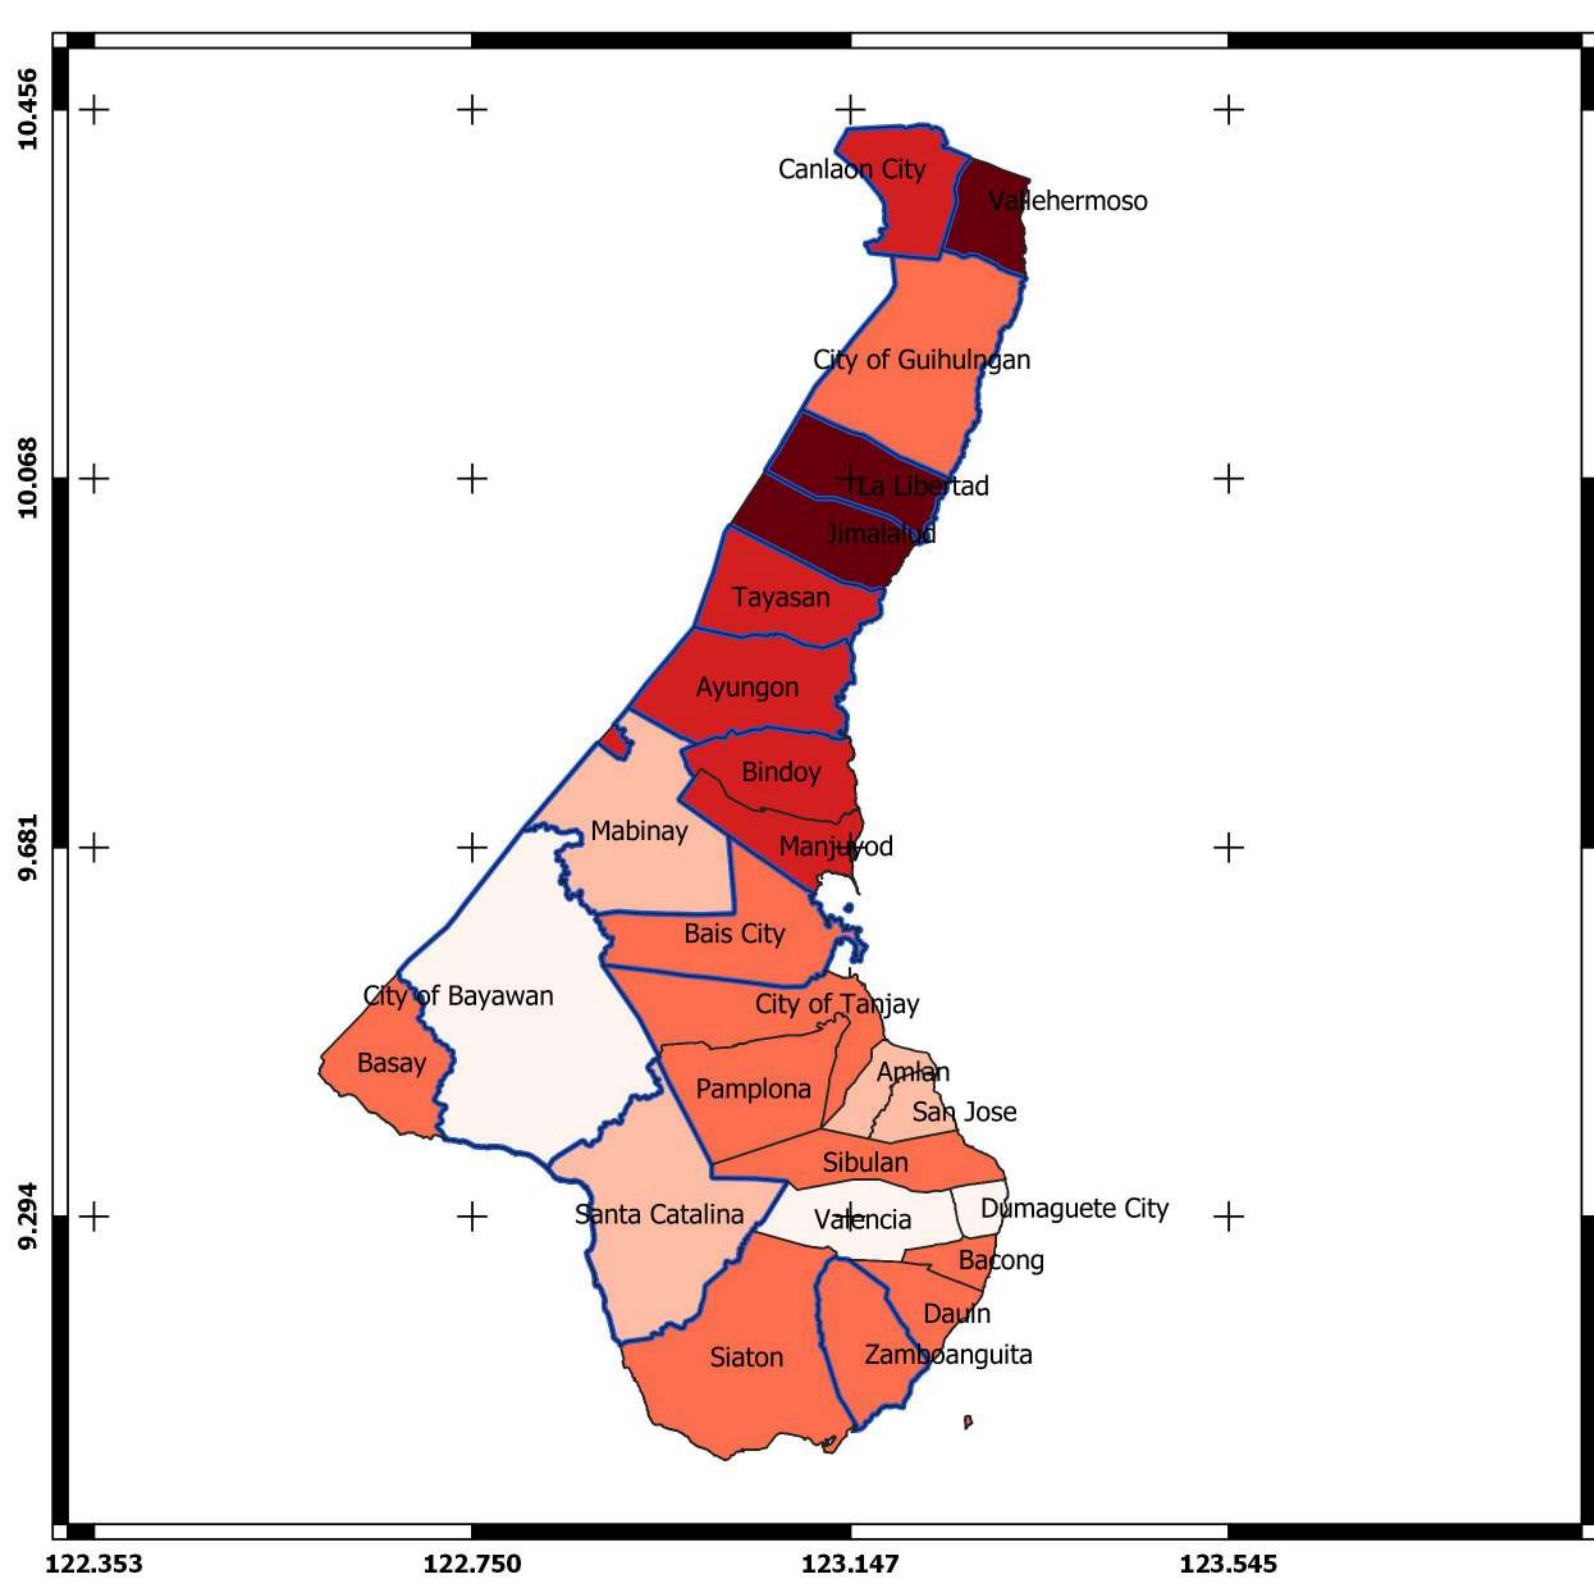 10.456
Canlaon City
Vallehermoso
City of Guihulngan
10.068
La Libertad
Jimalalud
Tayasan
Ayungon
Bindoy
Mabinay
Manjuyod
9.681
Bais City
City of Bayawan
City of Tanjay
Basay
Amlan
Pamplona
San Jose
Sibulan
9.294
Santa Catalina
Valencia
Dumaguete City
Bacong
Dauin
Siaton
Zamboanguita
122.353
122.750
123.147
123.545